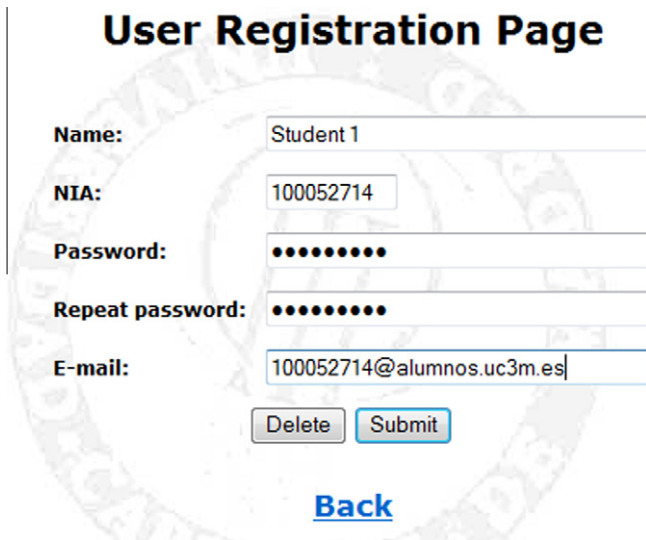 User Registration Page
Name: Student 1
NIA: 100052714
Password: •••••••••
Repeat password: •••••••••
E-mail: 100052714@alumnos.uc3m.es
Delete Submit
Back